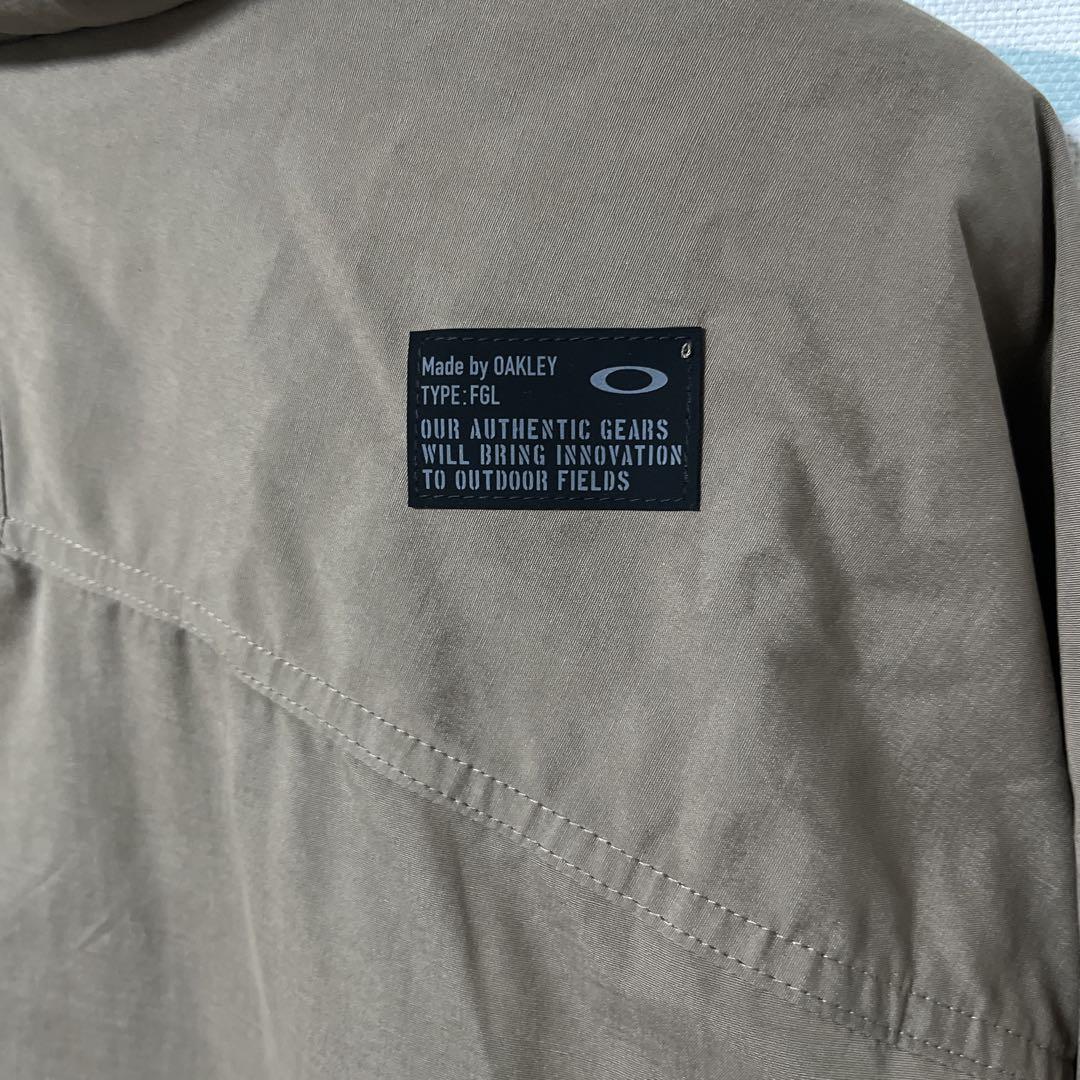 Made by OAKLEY
TYPE:FGL
OUR AUTHENTIC GEARS
WILL BRING INNOVATION
TO OUTDOOR FIELDS